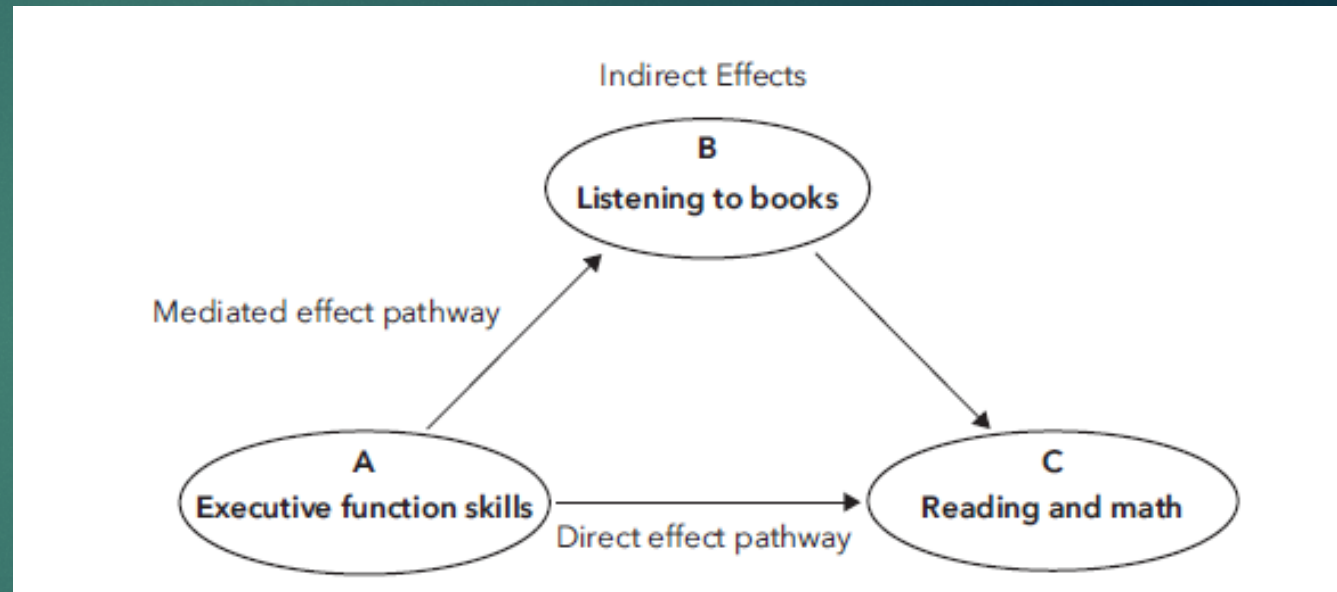 Indirect Effects
B
Listening to books
Mediated effect pathway
A
Executive function skills
C
Reading and math
Direct effect pathway